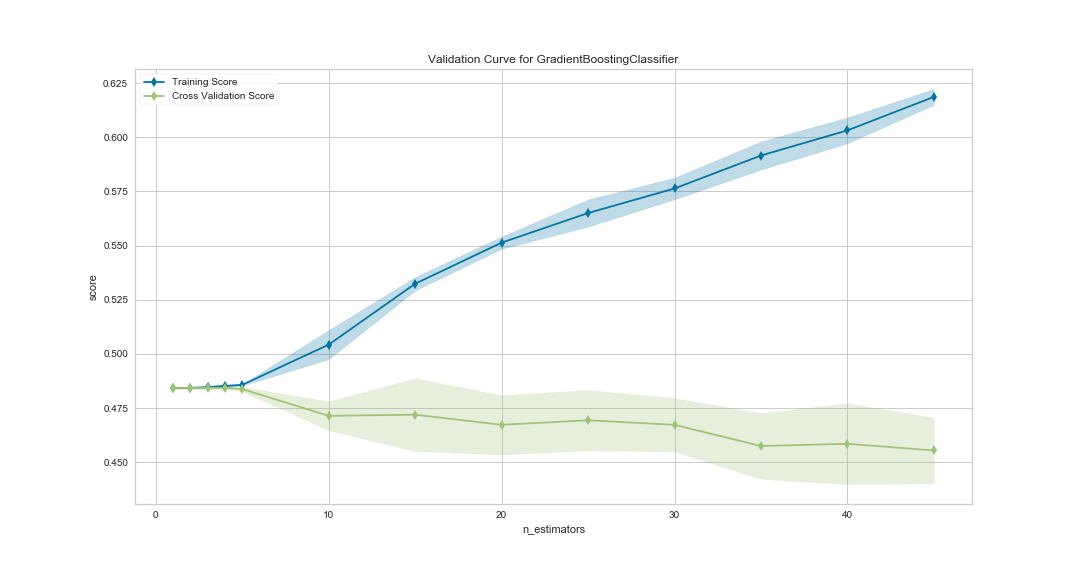 Validation Curve for GradientBoostingClassifier
Training Score
Cross Validation Score
0.625
0.600
0.575
0.550
0.525
0.500
0.475
0.450
score
0 10 20 30 40
n_estimators